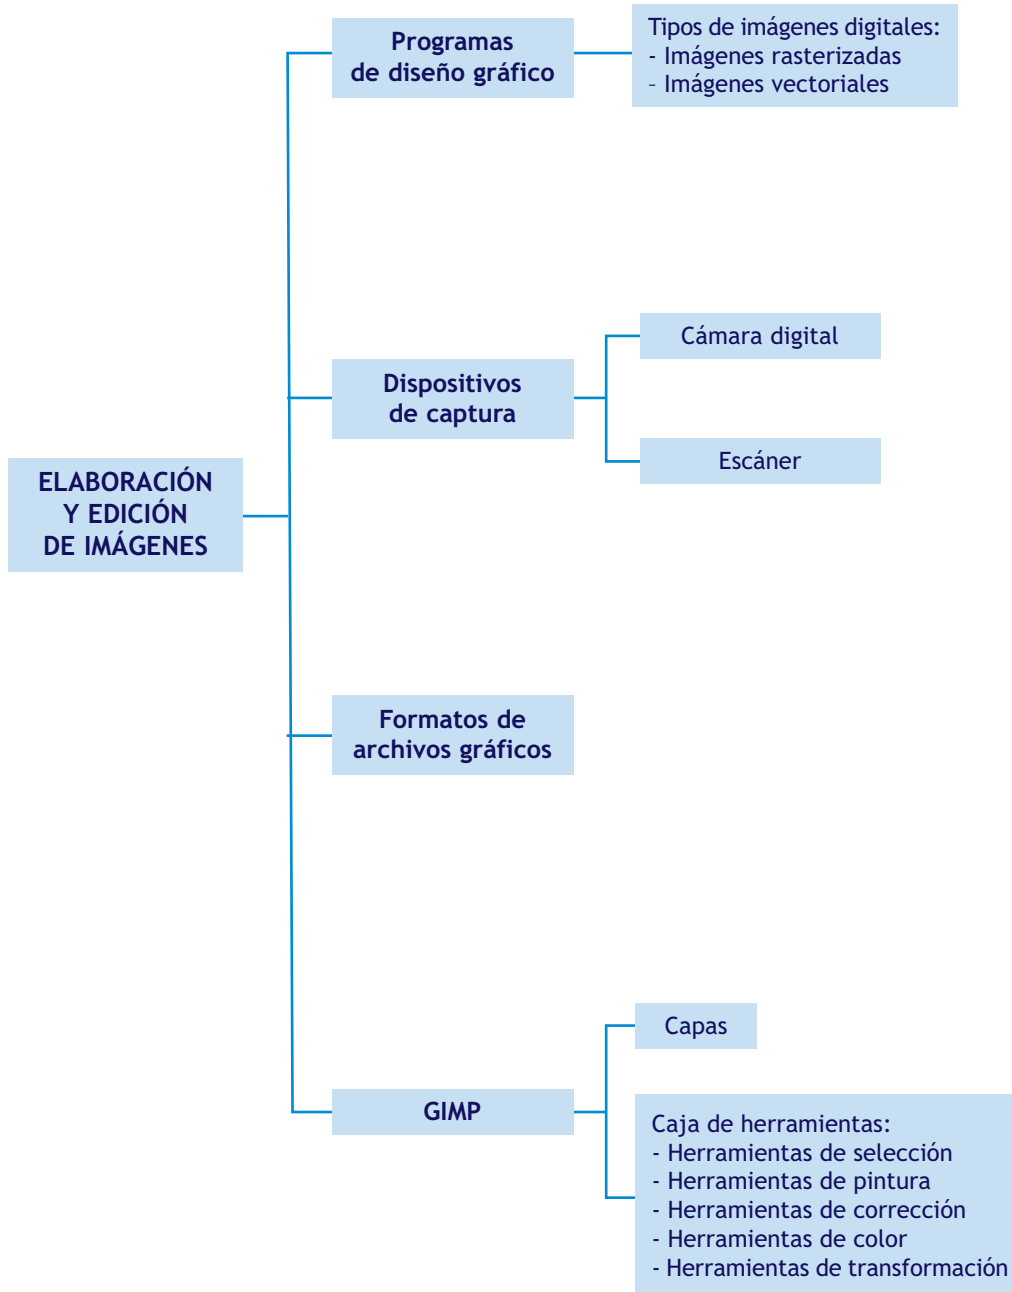 Programas
de diseño gráfico
Tipos de imágenes digitales:
- Imágenes rasterizadas
– Imágenes vectoriales
Dispositivos
de captura
Cámara digital
Escáner
ELABORACIÓN
Y EDICIÓN
DE IMÁGENES
Formatos de
archivos gráficos
GIMP
Capas
Caja de herramientas:
- Herramientas de selección
- Herramientas de pintura
- Herramientas de corrección
- Herramientas de color
- Herramientas de transformación